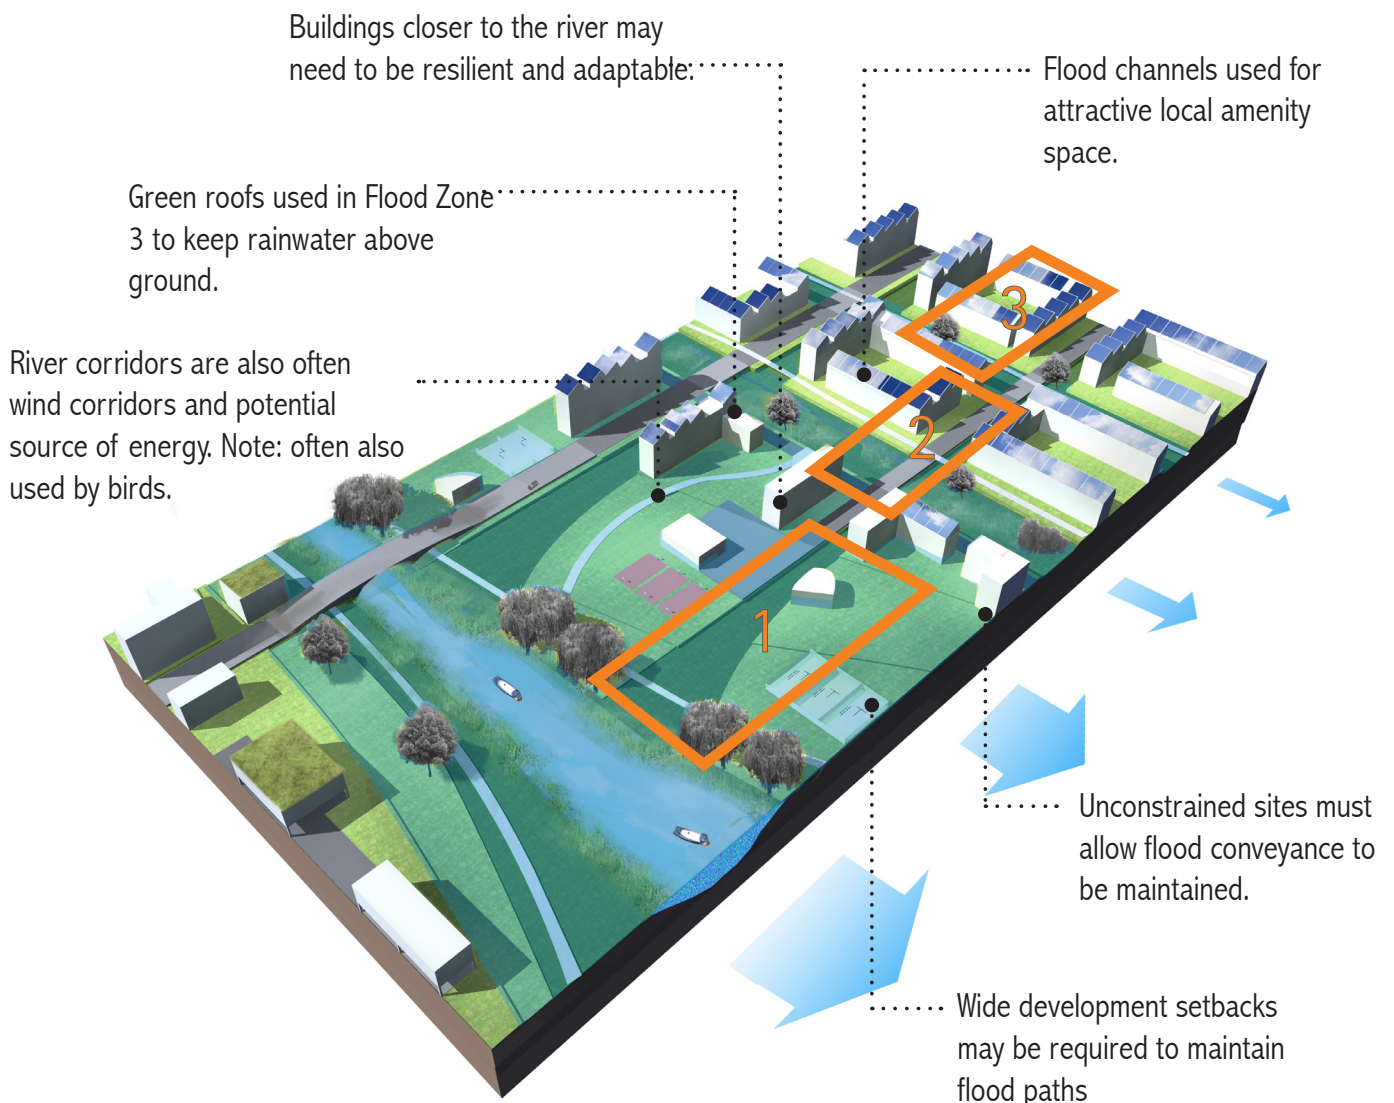 Buildings closer to the river may
need to be resilient and adaptable.
Flood channels used for
attractive local amenity
space.
Green roofs used in Flood Zone
3 to keep rainwater above
ground.
River corridors are also often
wind corridors and potential
source of energy. Note: often also
used by birds.
3
2
1
Unconstrained sites must
allow flood conveyance to
be maintained.
Wide development setbacks
may be required to maintain
flood paths